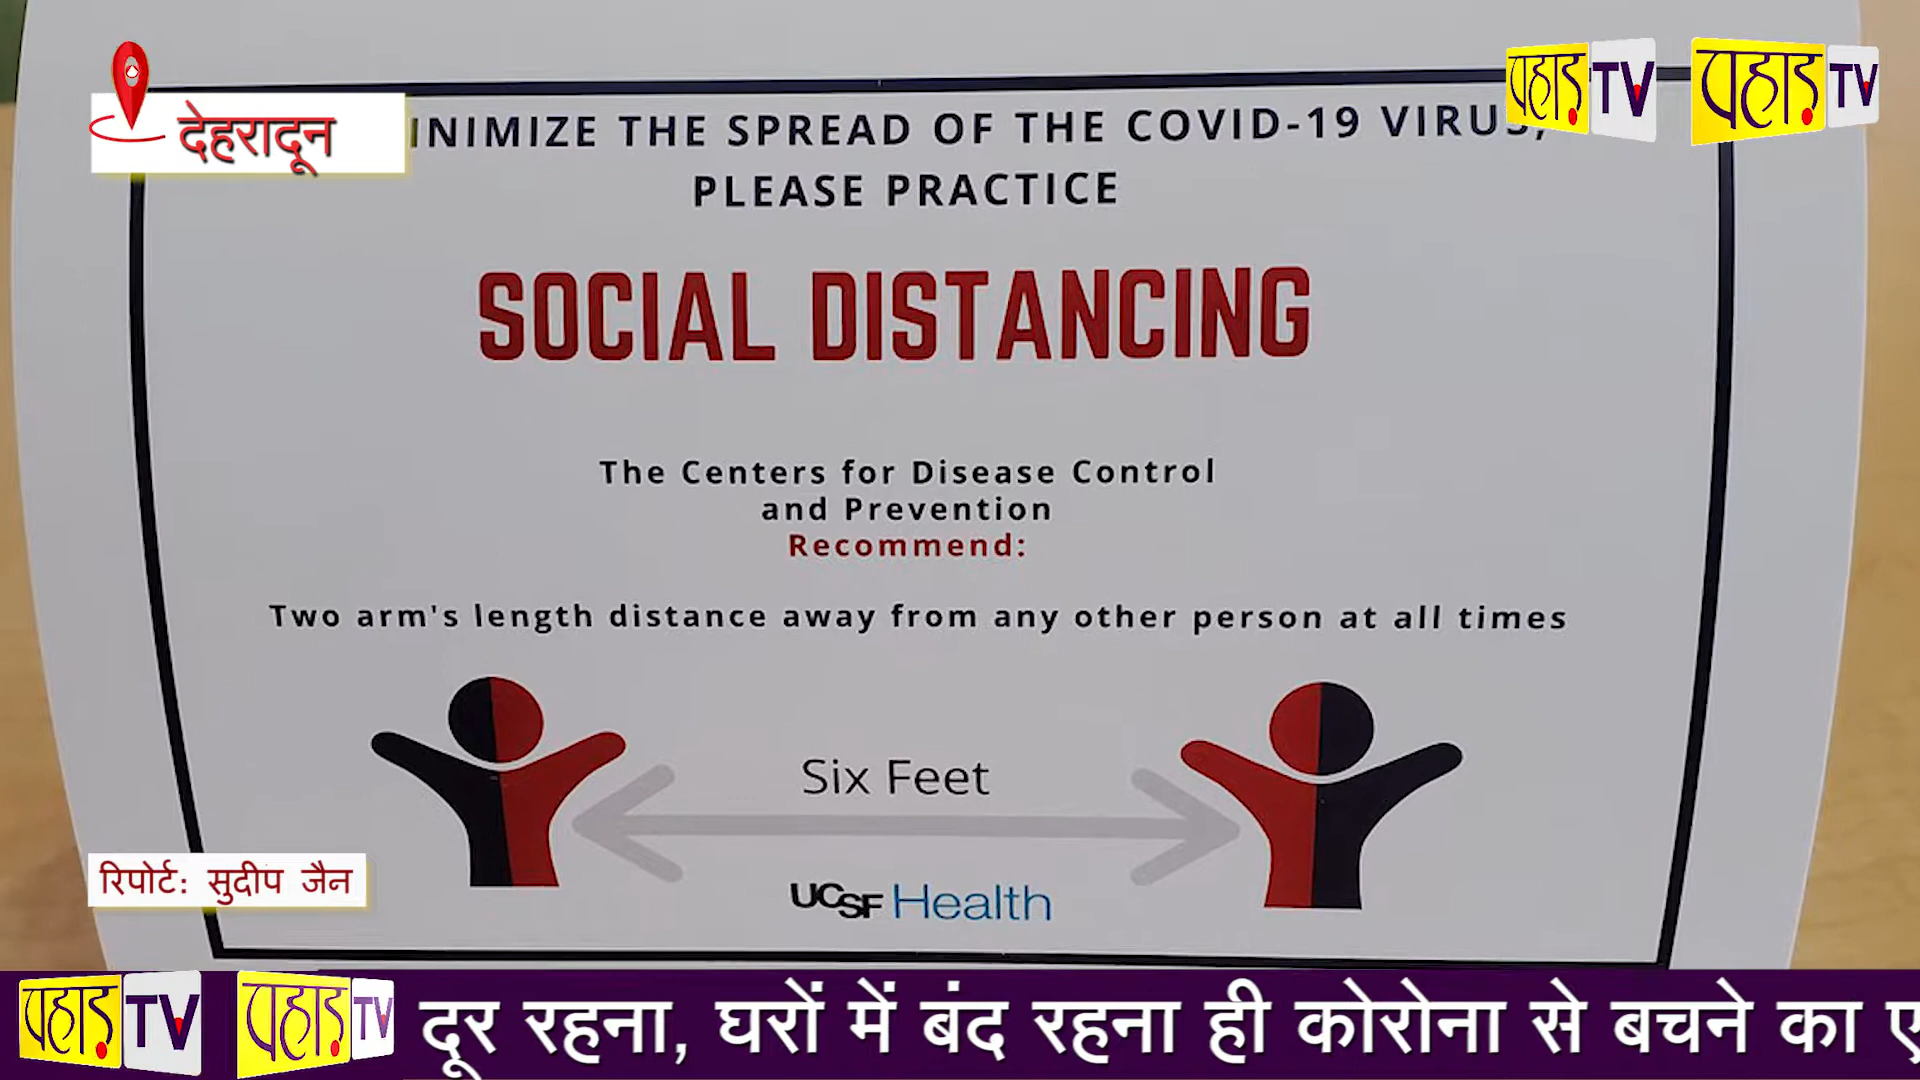 देहरादून
पहाड़ TV
पहाड़ TV
INIMIZE THE SPREAD OF THE COVID-19 VIRUS,
PLEASE PRACTICE
SOCIAL DISTANCING
The Centers for Disease Control
and Prevention
Recommend:
Two arm's length distance away from any other person at all times
Six Feet
UCSF Health
रिपोर्ट: सुदीप जैन
पहाड़ TV
पहाड़ TV
दूर रहना, घरों में बंद रहना ही कोरोना से बचने का